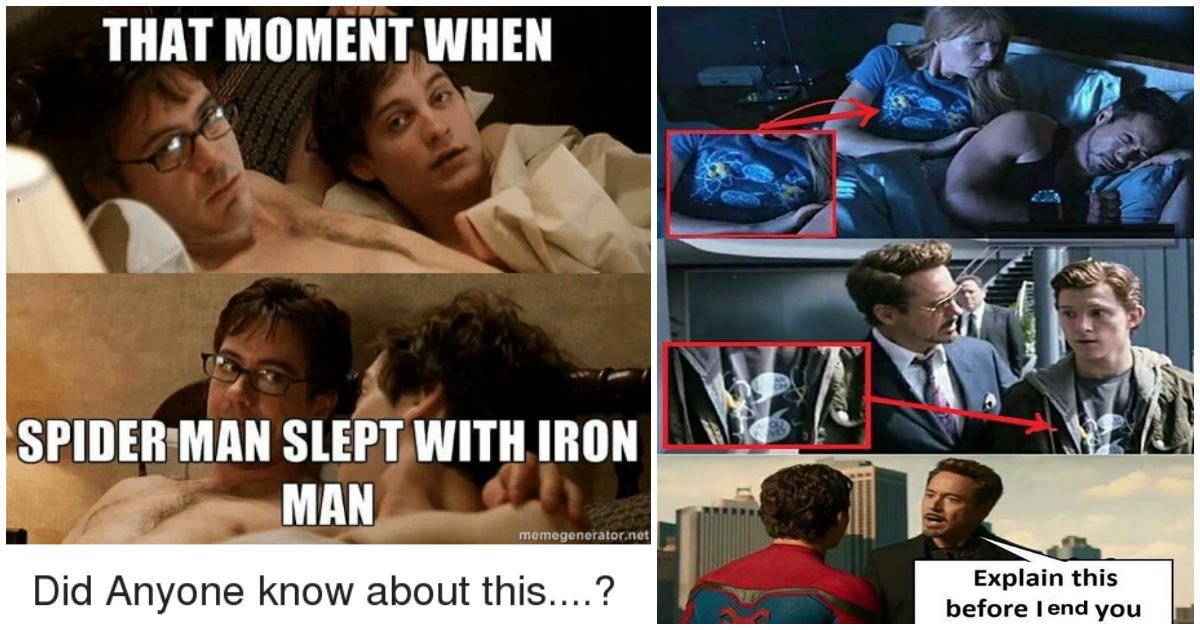 THAT MOMENT WHEN
SPIDER MAN SLEPT WITH IRON
MAN
memegenerator.net
Did Anyone know about this....?
Explain this
before I end you